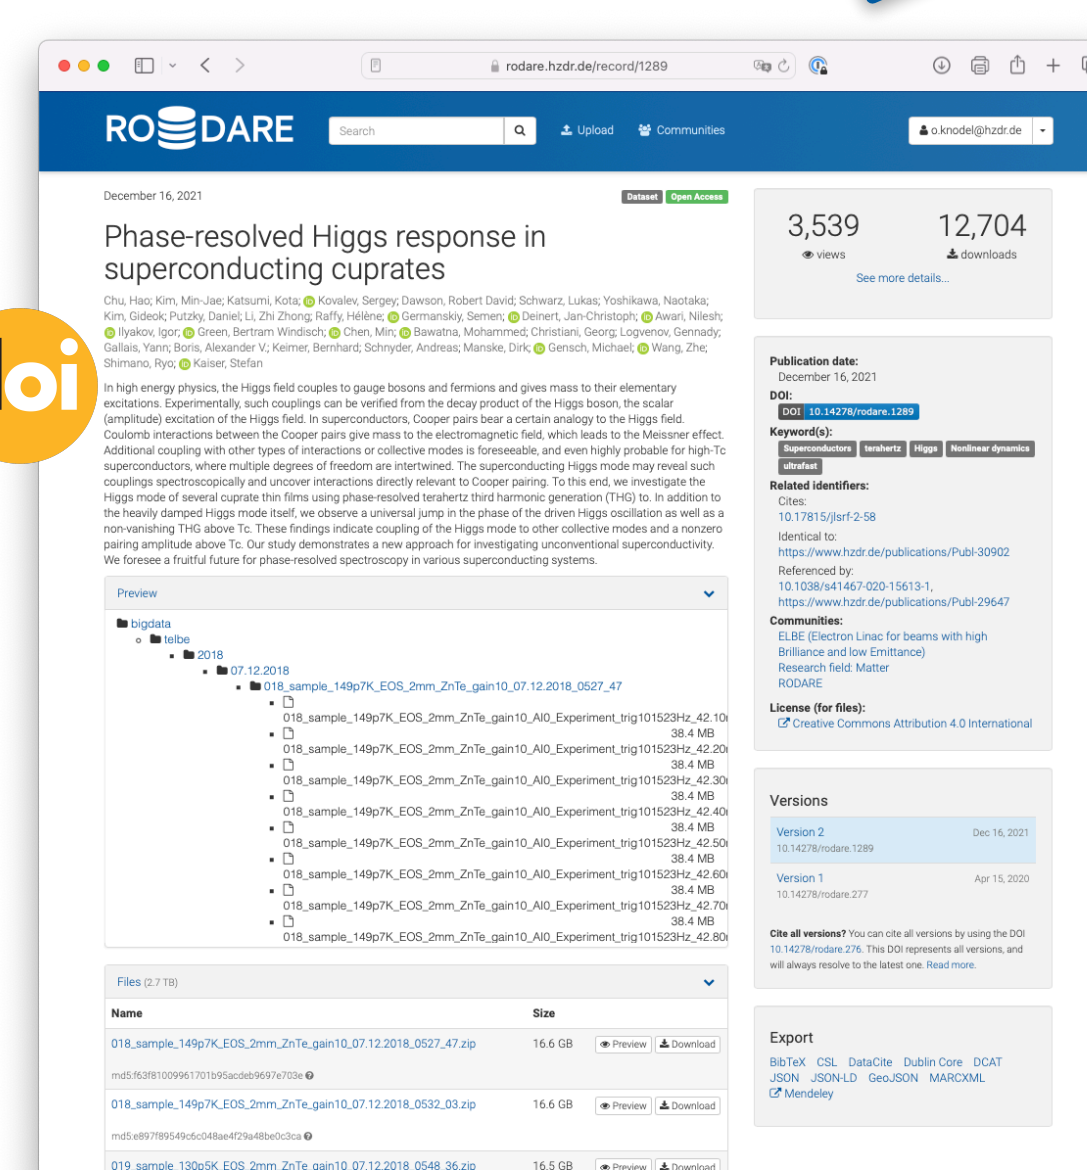 rodare.hzdr.de/record/1289
RODARE
Search
Upload
Communities
o.knodel@hzdr.de
December 16, 2021
Dataset
Open Access
Phase-resolved Higgs response in
superconducting cuprates
Chu, Hao; Kim, Min-Jae; Katsumi, Kota; Kovalev, Sergey; Dawson, Robert David; Schwarz, Lukas; Yoshikawa, Naotaka;
Kim, Gideok; Putzky, Daniel; Li, Zhi Zhong; Raffy, Hélène; Germanskiy, Semen; Deinert, Jan-Christoph; Awari, Nilesh;
Ilyakov, Igor; Green, Bertram Windisch; Chen, Min; Bawatna, Mohammed; Christiani, Georg; Logvenov, Gennady;
Gallais, Yann; Boris, Alexander V.; Keimer, Bernhard; Schnyder, Andreas; Manske, Dirk; Gensch, Michael; Wang, Zhe;
Shimano, Ryo; Kaiser, Stefan
In high energy physics, the Higgs field couples to gauge bosons and fermions and gives mass to their elementary
excitations. Experimentally, such couplings can be verified from the decay product of the Higgs boson, the scalar
(amplitude) excitation of the Higgs field. In superconductors, Cooper pairs bear a certain analogy to the Higgs field.
Coulomb interactions between the Cooper pairs give mass to the electromagnetic field, which leads to the Meissner effect.
Additional coupling with other types of interactions or collective modes is foreseeable, and even highly probable for high-Tc
superconductors, where multiple degrees of freedom are intertwined. The superconducting Higgs mode may reveal such
couplings spectroscopically and uncover interactions directly relevant to Cooper pairing. To this end, we investigate the
Higgs mode of several cuprate thin films using phase-resolved terahertz third harmonic generation (THG) to. In addition to
the heavily damped Higgs mode itself, we observe a universal jump in the phase of the driven Higgs oscillation as well as a
non-vanishing THG above Tc. These findings indicate coupling of the Higgs mode to other collective modes and a nonzero
pairing amplitude above Tc. Our study demonstrates a new approach for investigating unconventional superconductivity.
We foresee a fruitful future for phase-resolved spectroscopy in various superconducting systems.
Preview
bigdata
telbe
2018
07.12.2018
018_sample_149p7K_EOS_2mm_ZnTe_gain10_07.12.2018_0527_47
018_sample_149p7K_EOS_2mm_ZnTe_gain10_AI0_Experiment_trig101523Hz_42.10
38.4 MB
018_sample_149p7K_EOS_2mm_ZnTe_gain10_AI0_Experiment_trig101523Hz_42.20
38.4 MB
018_sample_149p7K_EOS_2mm_ZnTe_gain10_AI0_Experiment_trig101523Hz_42.30
38.4 MB
018_sample_149p7K_EOS_2mm_ZnTe_gain10_AI0_Experiment_trig101523Hz_42.40
38.4 MB
018_sample_149p7K_EOS_2mm_ZnTe_gain10_AI0_Experiment_trig101523Hz_42.50
38.4 MB
018_sample_149p7K_EOS_2mm_ZnTe_gain10_AI0_Experiment_trig101523Hz_42.60
38.4 MB
018_sample_149p7K_EOS_2mm_ZnTe_gain10_AI0_Experiment_trig101523Hz_42.70
38.4 MB
018_sample_149p7K_EOS_2mm_ZnTe_gain10_AI0_Experiment_trig101523Hz_42.80
Files (2.7 TB)
Name Size
018_sample_149p7K_EOS_2mm_ZnTe_gain10_07.12.2018_0527_47.zip 16.6 GB Preview Download
md5:f63f81009961701b95acdeb9697e703e
018_sample_149p7K_EOS_2mm_ZnTe_gain10_07.12.2018_0532_03.zip 16.6 GB Preview Download
md5:e897f89549c6c048ae4f29a48be0c3ca
019_sample_130p5K_EOS_2mm_ZnTe_gain10_07.12.2018_0548_36.zip 16.5 GB Preview Download
3,539 12,704
views downloads
See more details...
Publication date:
December 16, 2021
DOI:
DOI 10.14278/rodare.1289
Keyword(s):
Superconductors terahertz Higgs Nonlinear dynamics
ultrafast
Related identifiers:
Cites:
10.17815/jlsrf-2-58
Identical to:
https://www.hzdr.de/publications/Publ-30902
Referenced by:
10.1038/s41467-020-15613-1,
https://www.hzdr.de/publications/Publ-29647
Communities:
ELBE (Electron Linac for beams with high
Brilliance and low Emittance)
Research field: Matter
RODARE
License (for files):
Creative Commons Attribution 4.0 International
Versions
Version 2 Dec 16, 2021
10.14278/rodare.1289
Version 1 Apr 15, 2020
10.14278/rodare.277
Cite all versions? You can cite all versions by using the DOI
10.14278/rodare.276. This DOI represents all versions, and
will always resolve to the latest one. Read more.
Export
BibTeX CSL DataCite Dublin Core DCAT
JSON JSON-LD GeoJSON MARCXML
Mendeley
oi